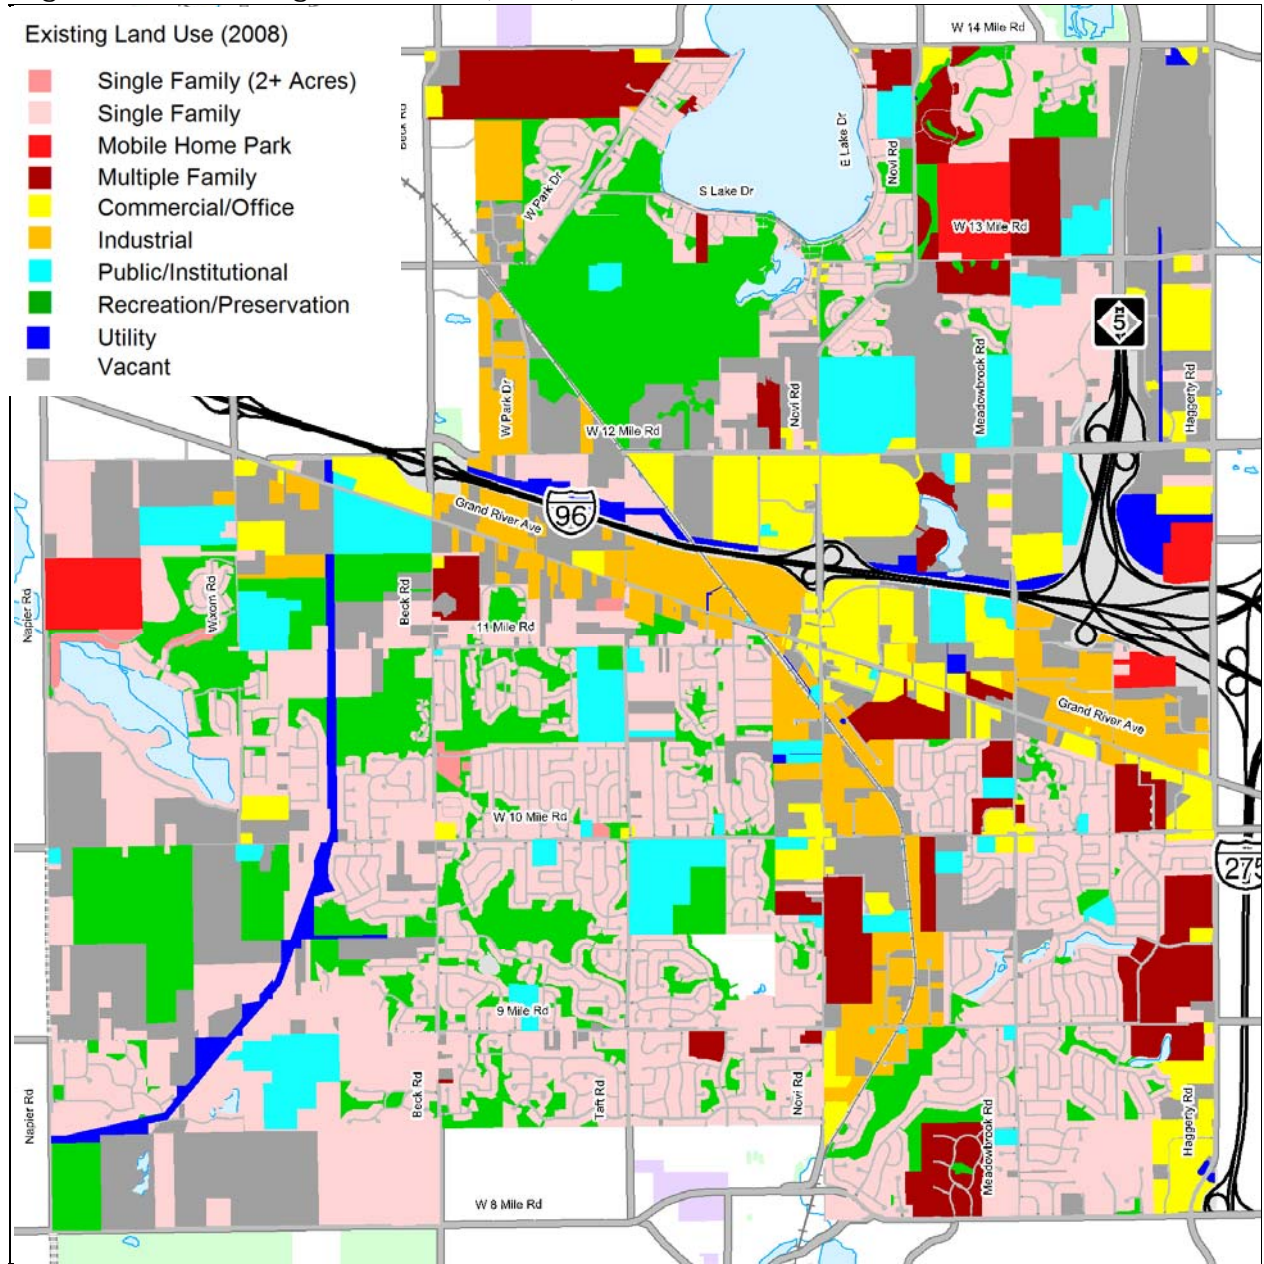 W 14 Mile Rd
Existing Land Use (2008)
Single Family (2+ Acres)
Single Family
Mobile Home Park
Multiple Family
Commercial/Office
Industrial
Public/Institutional
Recreation/Preservation
Utility
Vacant
Beck Rd
E Lake Dr
Novi Rd
W Park Dr
S Lake Dr
W 13 Mile Rd
5
Meadowbrook Rd
Haggerty Rd
W Park Dr
Novi Rd
W 12 Mile Rd
Grand River Ave
96
Napier Rd
Wixom Rd
Beck Rd
11 Mile Rd
Grand River Ave
W 10 Mile Rd
275
9 Mile Rd
Napier Rd
Beck Rd
Taft Rd
Novi Rd
Meadowbrook Rd
Haggerty Rd
W 8 Mile Rd